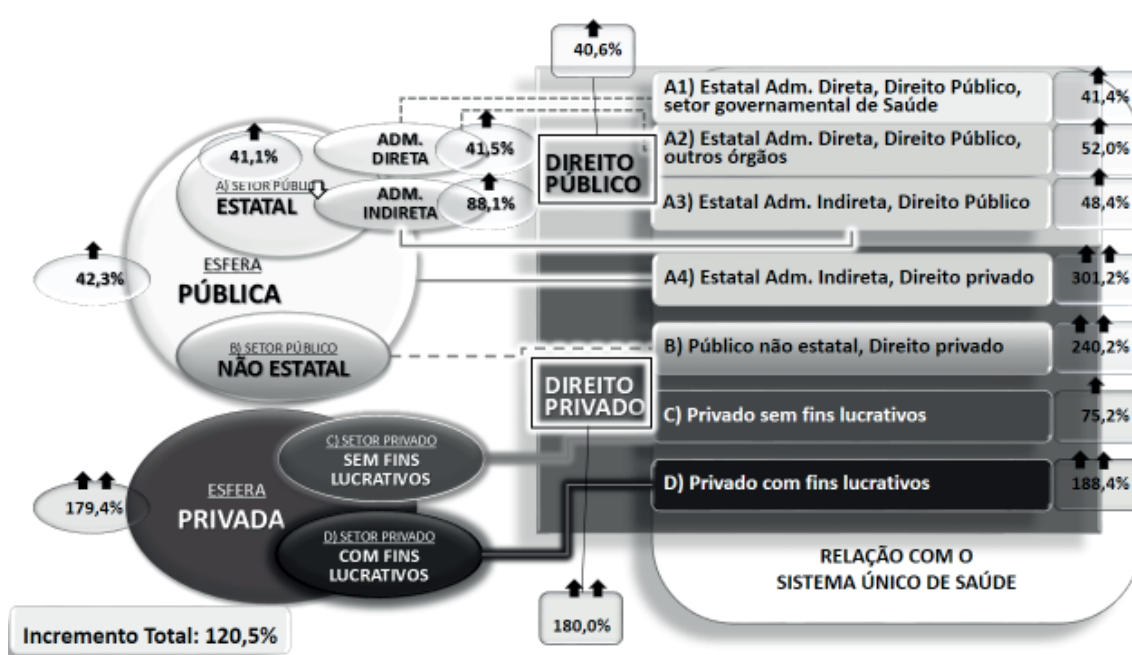 40,6%
DIREITO
PÚBLICO
A1) Estatal Adm. Direta, Direito Público,
setor governamental de Saúde
41,4%
A2) Estatal Adm. Direta, Direito Público,
outros órgãos
52,0%
A3) Estatal Adm. Indireta, Direito Público
48,4%
A4) Estatal Adm. Indireta, Direito privado
301,2%
B) Público não estatal, Direito privado
240,2%
C) Privado sem fins lucrativos
75,2%
D) Privado com fins lucrativos
188,4%
RELAÇÃO COM O
SISTEMA ÚNICO DE SAÚDE
41,1%
ADM.
DIRETA
41,5%
A) SETOR PÚBLI
ESTATAL
ADM.
INDIRETA
88,1%
42,3%
ESFERA
PÚBLICA
B) SETOR PÚBLICO
NÃO ESTATAL
DIREITO
PRIVADO
179,4%
ESFERA
PRIVADA
C) SETOR PRIVADO
SEM FINS
LUCRATIVOS
D) SETOR PRIVADO
COM FINS
LUCRATIVOS
180,0%
Incremento Total: 120,5%